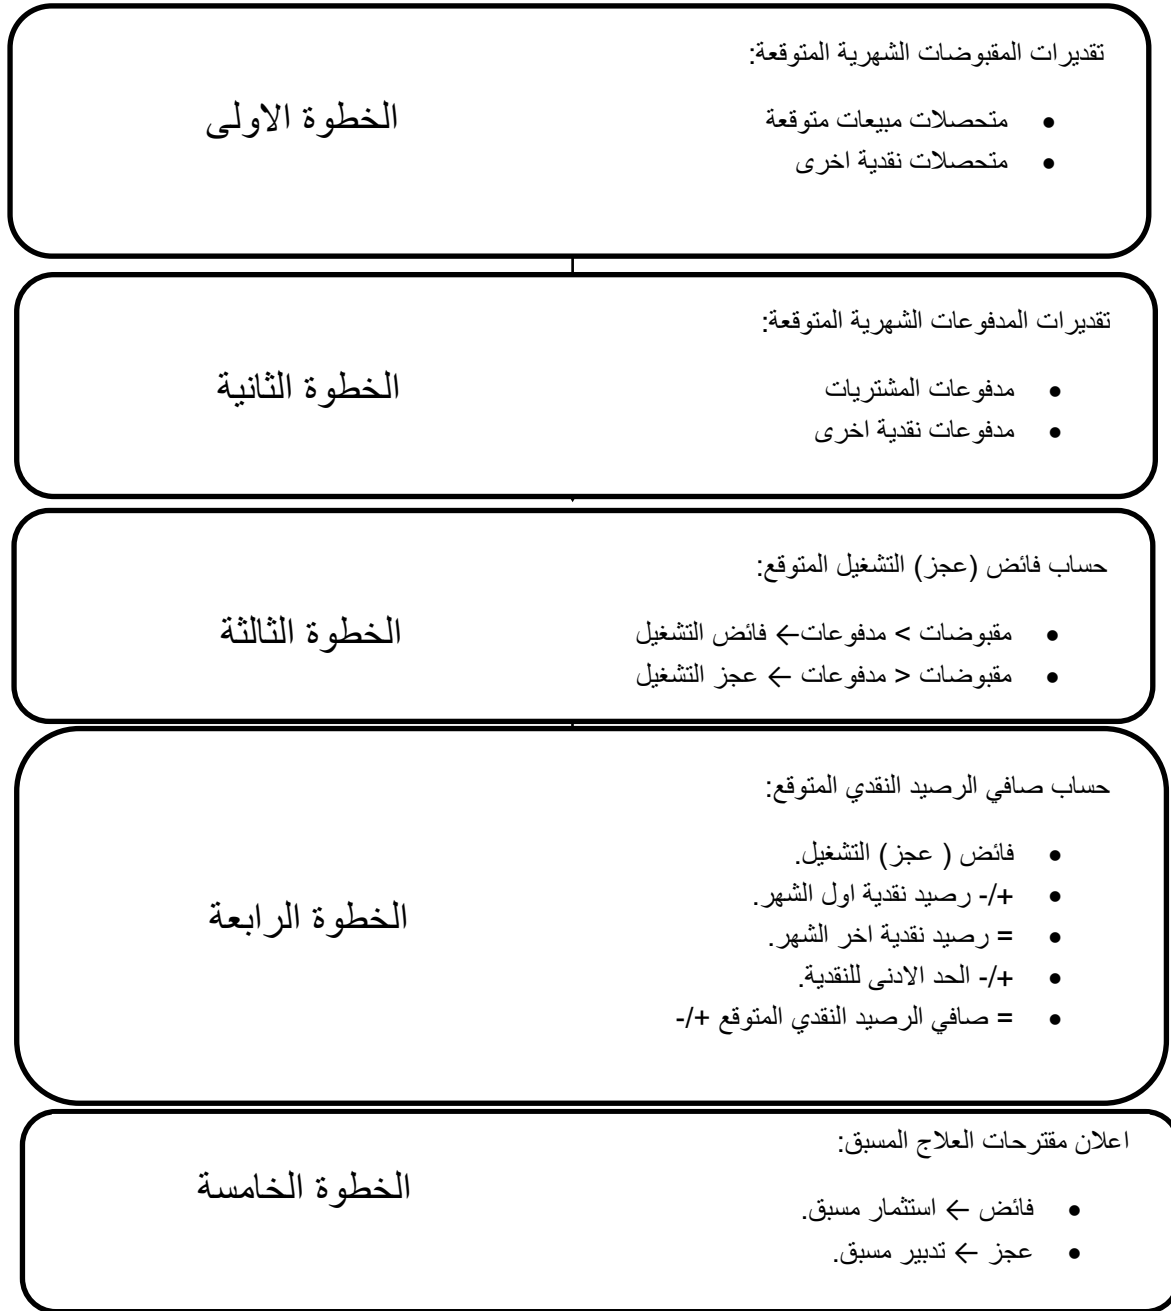 تقديرات المقبوضات الشهرية المتوقعة:
الخطوة الاولى
• متحصلات مبيعات متوقعة
• متحصلات نقدية اخرى
تقديرات المدفوعات الشهرية المتوقعة:
الخطوة الثانية
• مدفوعات المشتريات
• مدفوعات نقدية اخرى
حساب فائض (عجز) التشغيل المتوقع:
الخطوة الثالثة
• مقبوضات > مدفوعات← فائض التشغيل
• مقبوضات < مدفوعات ← عجز التشغيل
حساب صافي الرصيد النقدي المتوقع:
• فائض ( عجز) التشغيل.
• +/- رصيد نقدية اول الشهر.
الخطوة الرابعة
• = رصيد نقدية اخر الشهر.
• +/- الحد الادنى للنقدية.
• = صافي الرصيد النقدي المتوقع +/-
اعلان مقترحات العلاج المسبق:
الخطوة الخامسة
• فائض ← استثمار مسبق.
• عجز ← تدبير مسبق.